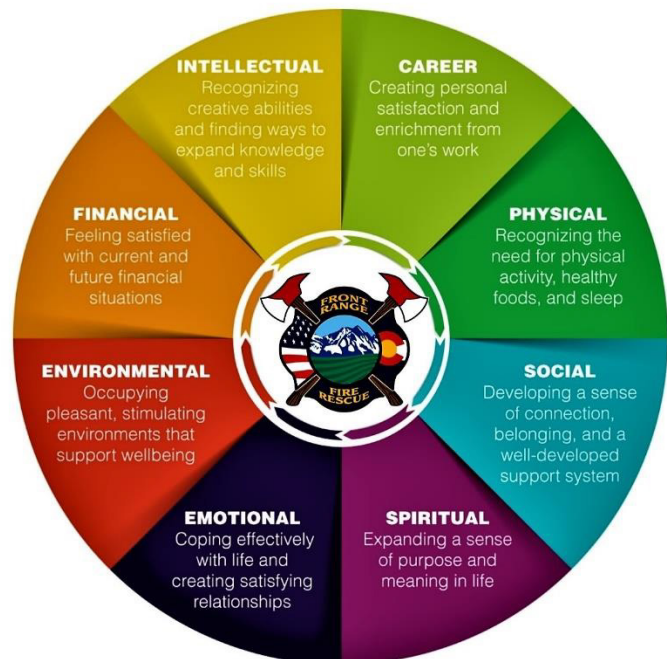 INTELLECTUAL
Recognizing
creative abilities
and finding ways to
expand knowledge
and skills
CAREER
Creating personal
satisfaction and
enrichment from
one's work
PHYSICAL
Recognizing the
need for physical
activity, healthy
foods, and sleep
SOCIAL
Developing a sense
of connection,
belonging, and a
well-developed
support system
SPIRITUAL
Expanding a sense
of purpose and
meaning in life
EMOTIONAL
Coping effectively
with life and
creating satisfying
relationships
ENVIRONMENTAL
Occupying
pleasant, stimulating
environments that
support wellbeing
FINANCIAL
Feeling satisfied
with current and
future financial
situations
FRONT
RANGE
FIRE
RESCUE